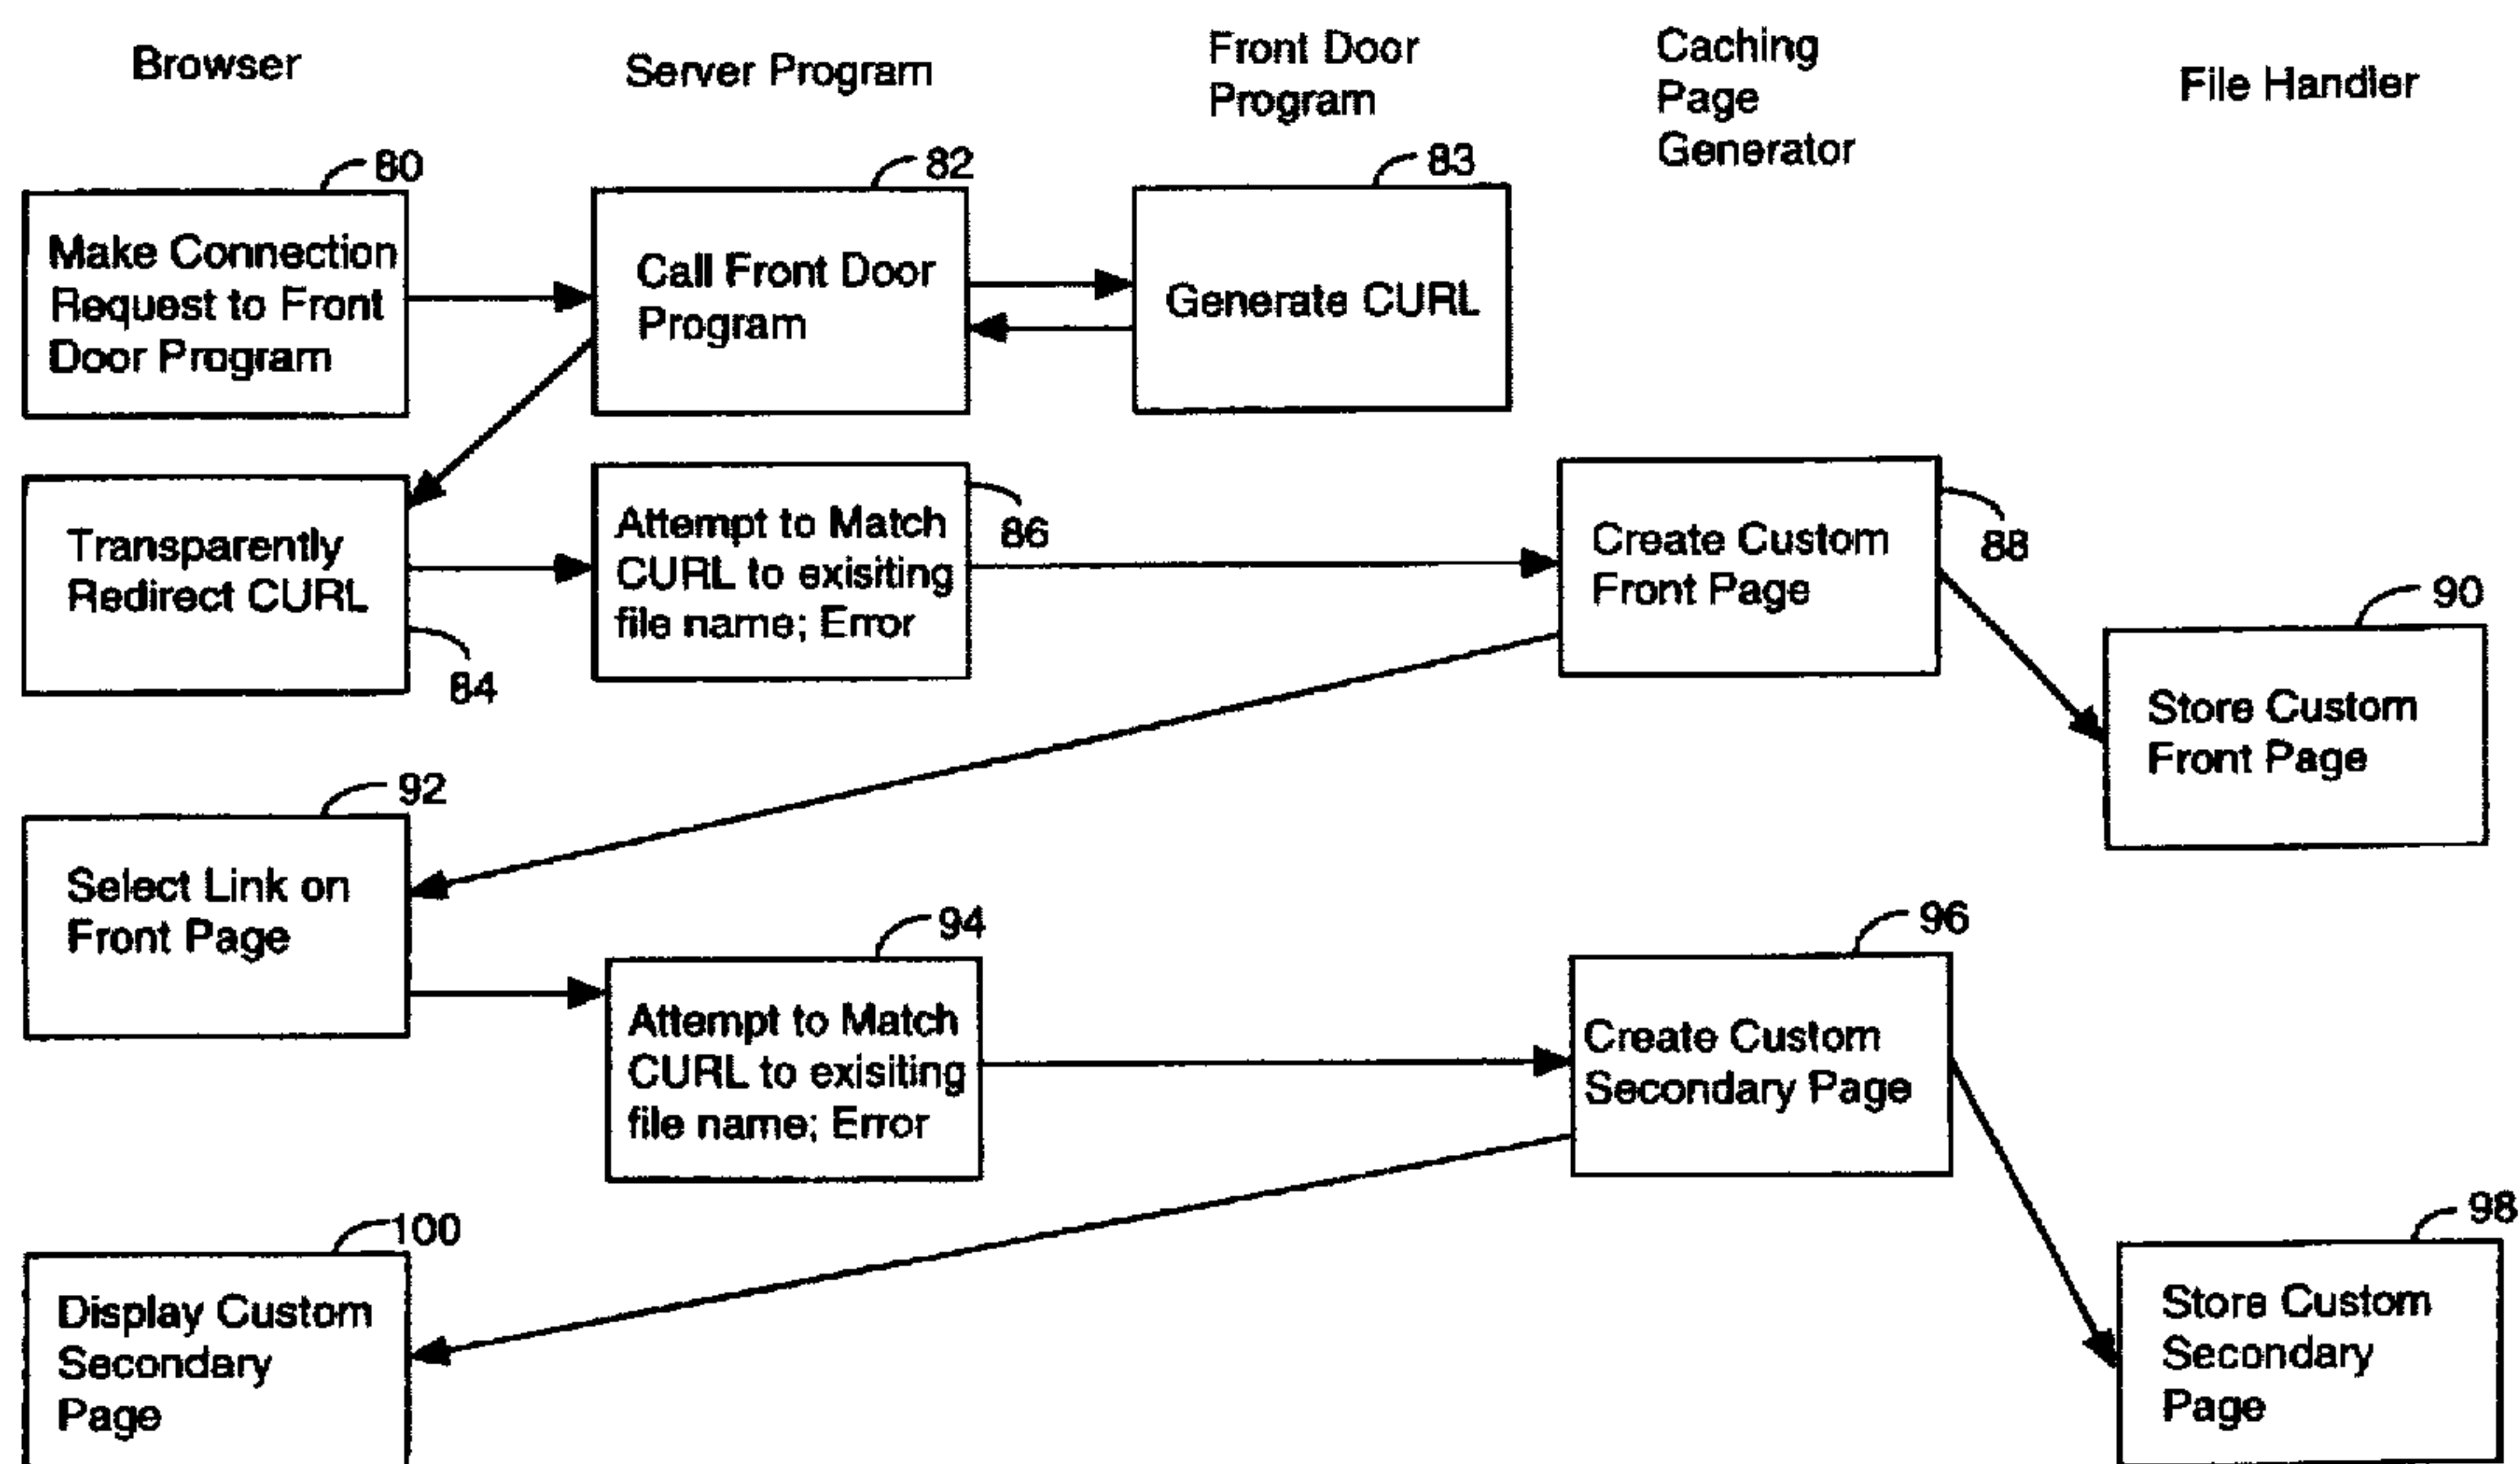 Browser
Server Program
Front Door
Program
Caching
Page
Generator
File Handler
80
Make Connection
Request to Front
Door Program
82
Call Front Door
Program
83
Generate CURL
Transparently
Redirect CURL
84
Attempt to Match
CURL to exisiting
file name; Error
86
Create Custom
Front Page
88
90
Store Custom
Front Page
92
Select Link on
Front Page
94
Attempt to Match
CURL to exisiting
file name; Error
96
Create Custom
Secondary Page
98
Store Custom
Secondary
Page
100
Display Custom
Secondary
Page